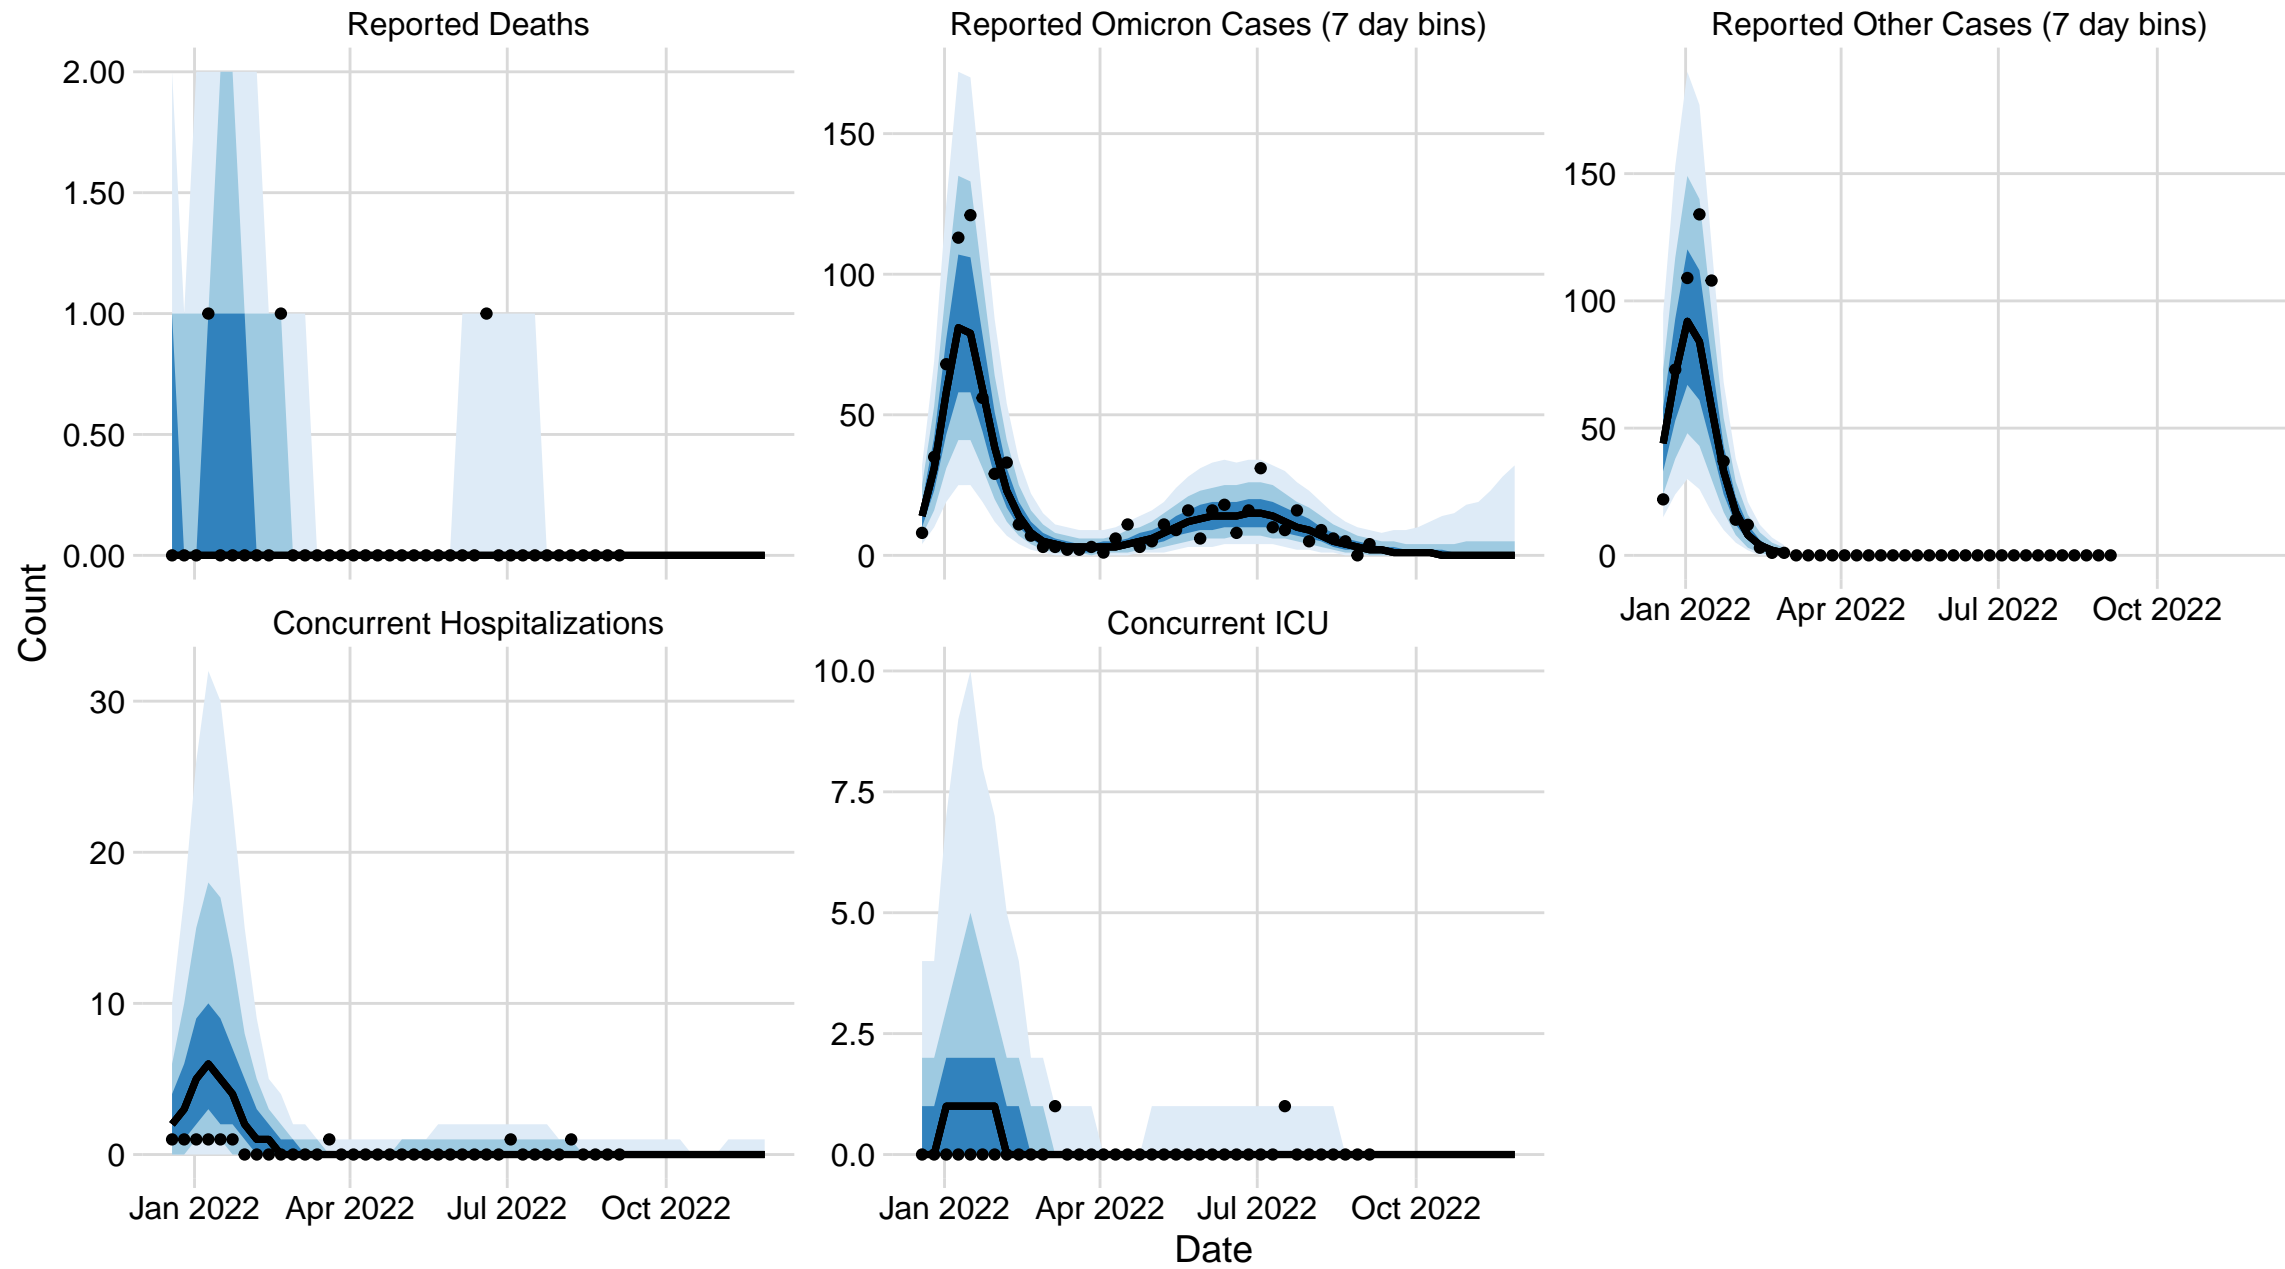 Reported Deaths
Reported Omicron Cases (7 day bins)
Reported Other Cases (7 day bins)
2.00
1.50
1.00
0.50
0.00
150
100
50
0
150
100
50
0
Jan 2022 Apr 2022 Jul 2022 Oct 2022
Count
Concurrent Hospitalizations
Concurrent ICU
30
20
10
0
10.0
7.5
5.0
2.5
0.0
Jan 2022 Apr 2022 Jul 2022 Oct 2022
Jan 2022 Apr 2022 Jul 2022 Oct 2022
Date